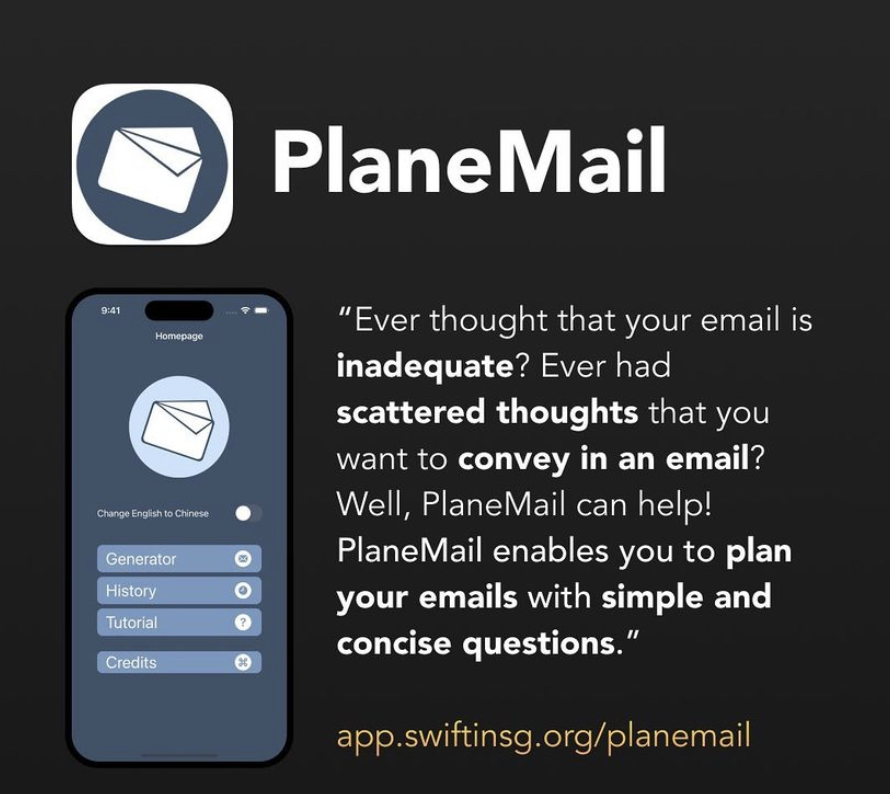 PlaneMail
9:41
Homepage
Change English to Chinese
Generator
History
Tutorial
?
Credits
“Ever thought that your email is
inadequate? Ever had
scattered thoughts that you
want to convey in an email?
Well, PlaneMail can help!
PlaneMail enables you to plan
your emails with simple and
concise questions.”
app.swiftinsg.org/planemail